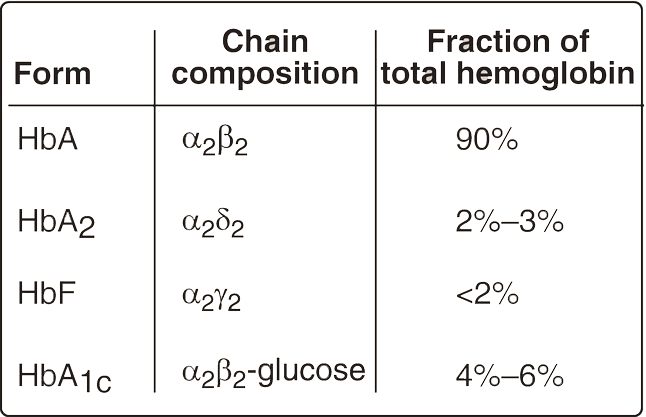 Form | Chain composition | Fraction of total hemoglobin
HbA | α₂β₂ | 90%
HbA₂ | α₂δ₂ | 2%–3%
HbF | α₂γ₂ | <2%
HbA₁c | α₂β₂-glucose | 4%–6%